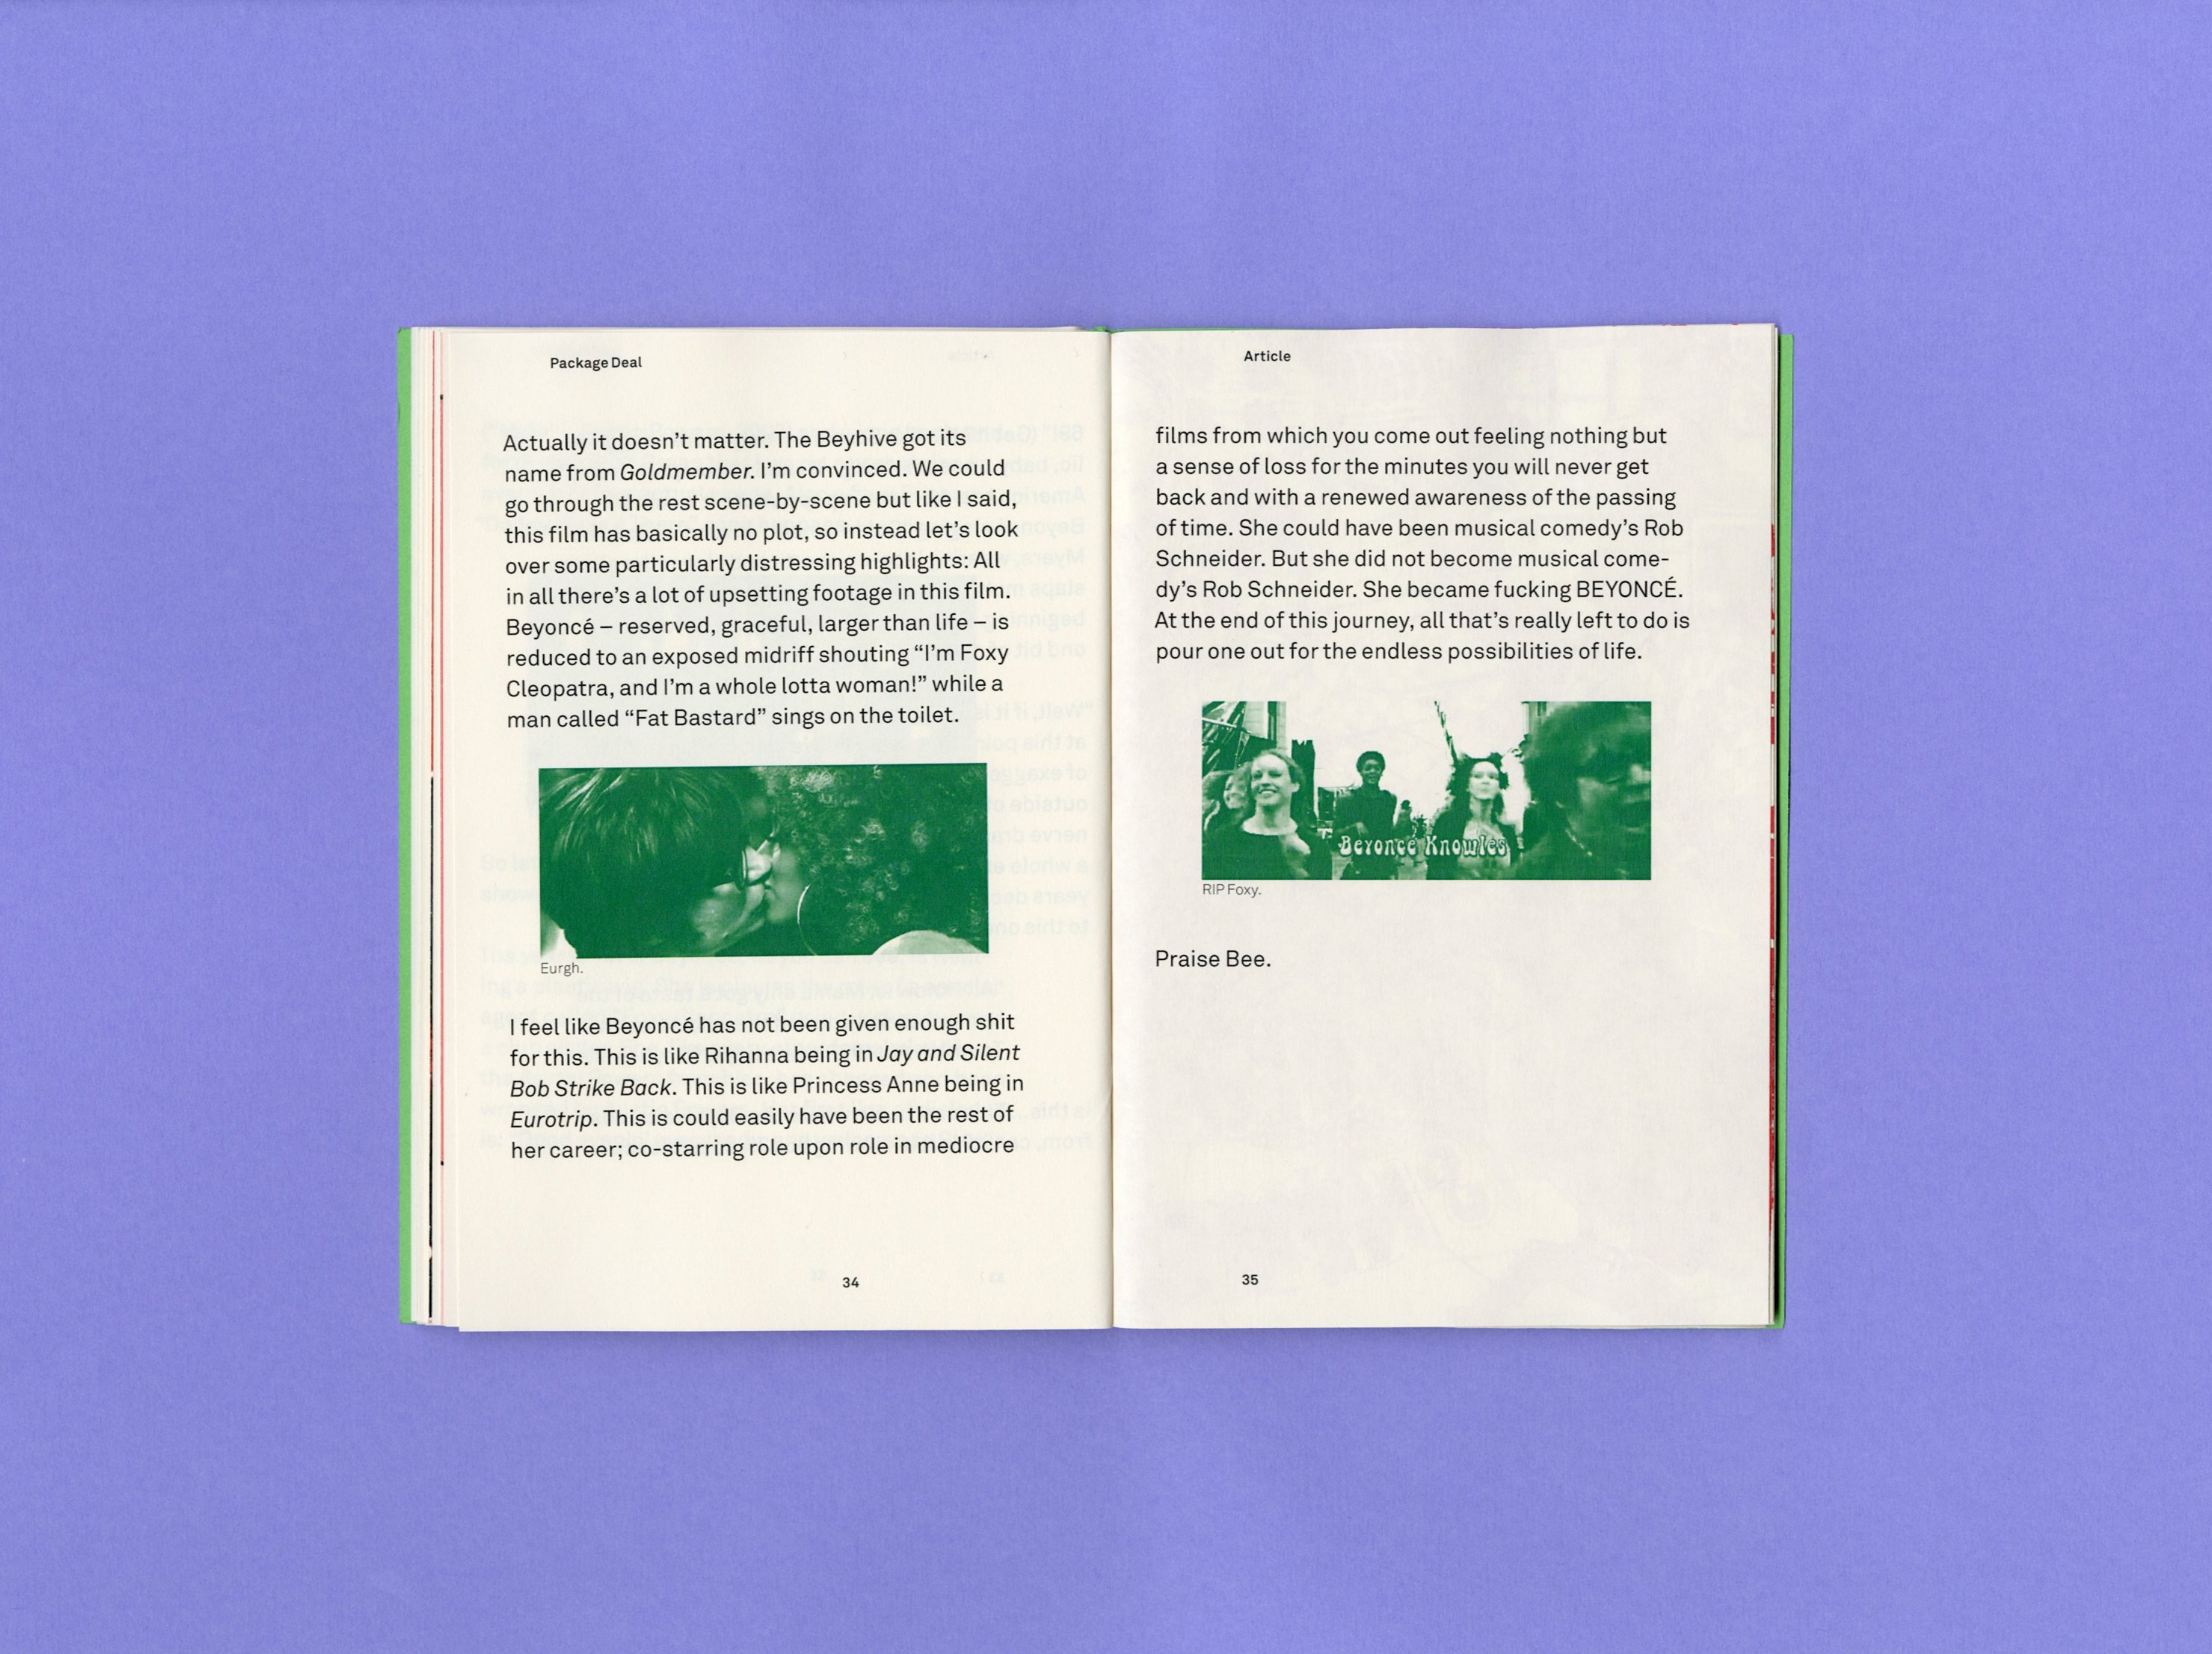 Package Deal
Actually it doesn’t matter. The Beyhive got its
name from Goldmember. I’m convinced. We could
go through the rest scene-by-scene but like I said,
this film has basically no plot, so instead let’s look
over some particularly distressing highlights: All
in all there’s a lot of upsetting footage in this film.
Beyoncé – reserved, graceful, larger than life – is
reduced to an exposed midriff shouting “I’m Foxy
Cleopatra, and I’m a whole lotta woman!” while a
man called “Fat Bastard” sings on the toilet.
Eurgh.
I feel like Beyoncé has not been given enough shit
for this. This is like Rihanna being in Jay and Silent
Bob Strike Back. This is like Princess Anne being in
Eurotrip. This is could easily have been the rest of
her career; co-starring role upon role in mediocre
34
Article
films from which you come out feeling nothing but
a sense of loss for the minutes you will never get
back and with a renewed awareness of the passing
of time. She could have been musical comedy’s Rob
Schneider. But she did not become musical come-
dy’s Rob Schneider. She became fucking BEYONCÉ.
At the end of this journey, all that’s really left to do is
pour one out for the endless possibilities of life.
Beyoncé Knowles
RIP Foxy.
Praise Bee.
35